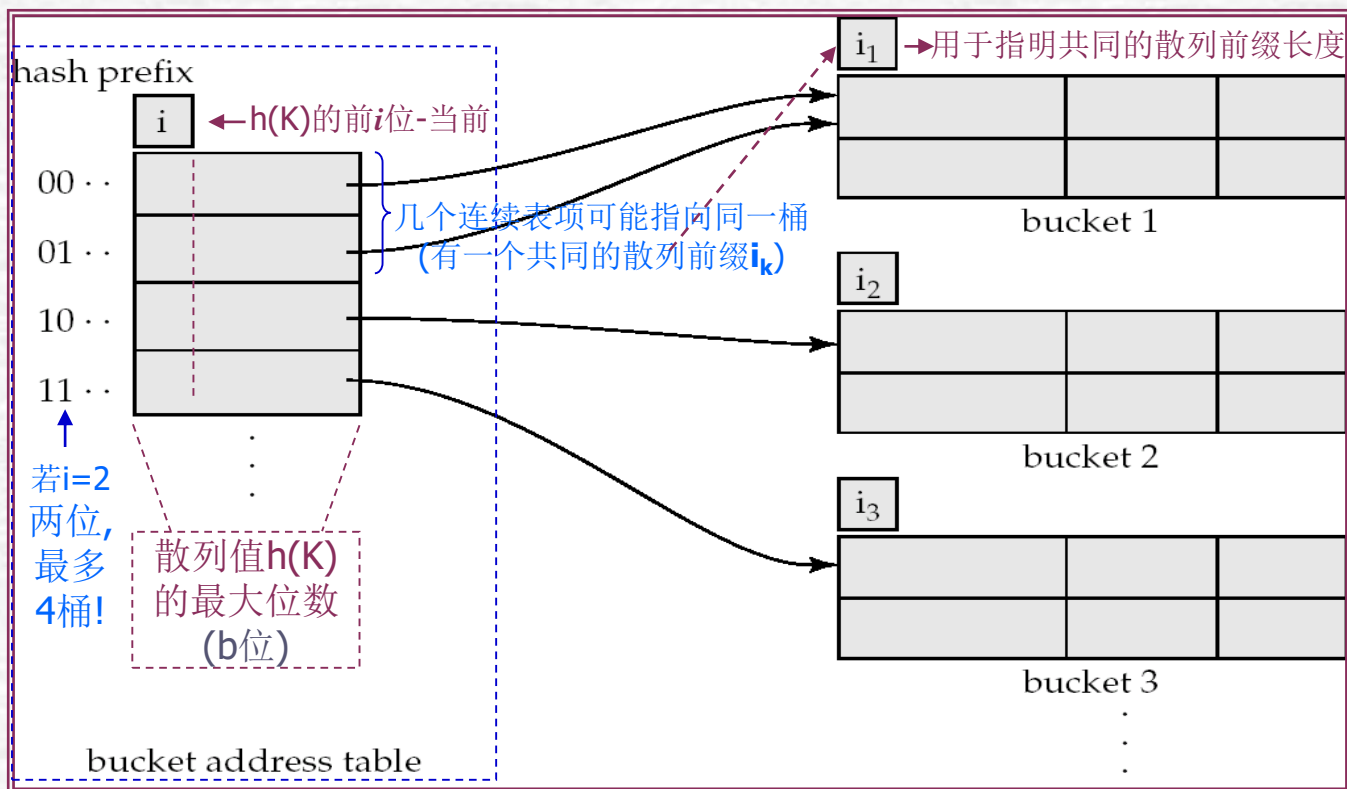 hash prefix
i
←h(K)的前i位-当前
00 ··
01 ··
10 ··
11 ··
几个连续表项可能指向同一桶
(有一个共同的散列前缀iₖ)
若i=2
两位,
最多
4桶!
散列值h(K)
的最大位数
(b位)
bucket address table
i₁
→用于指明共同的散列前缀长度
bucket 1
i₂
bucket 2
i₃
bucket 3